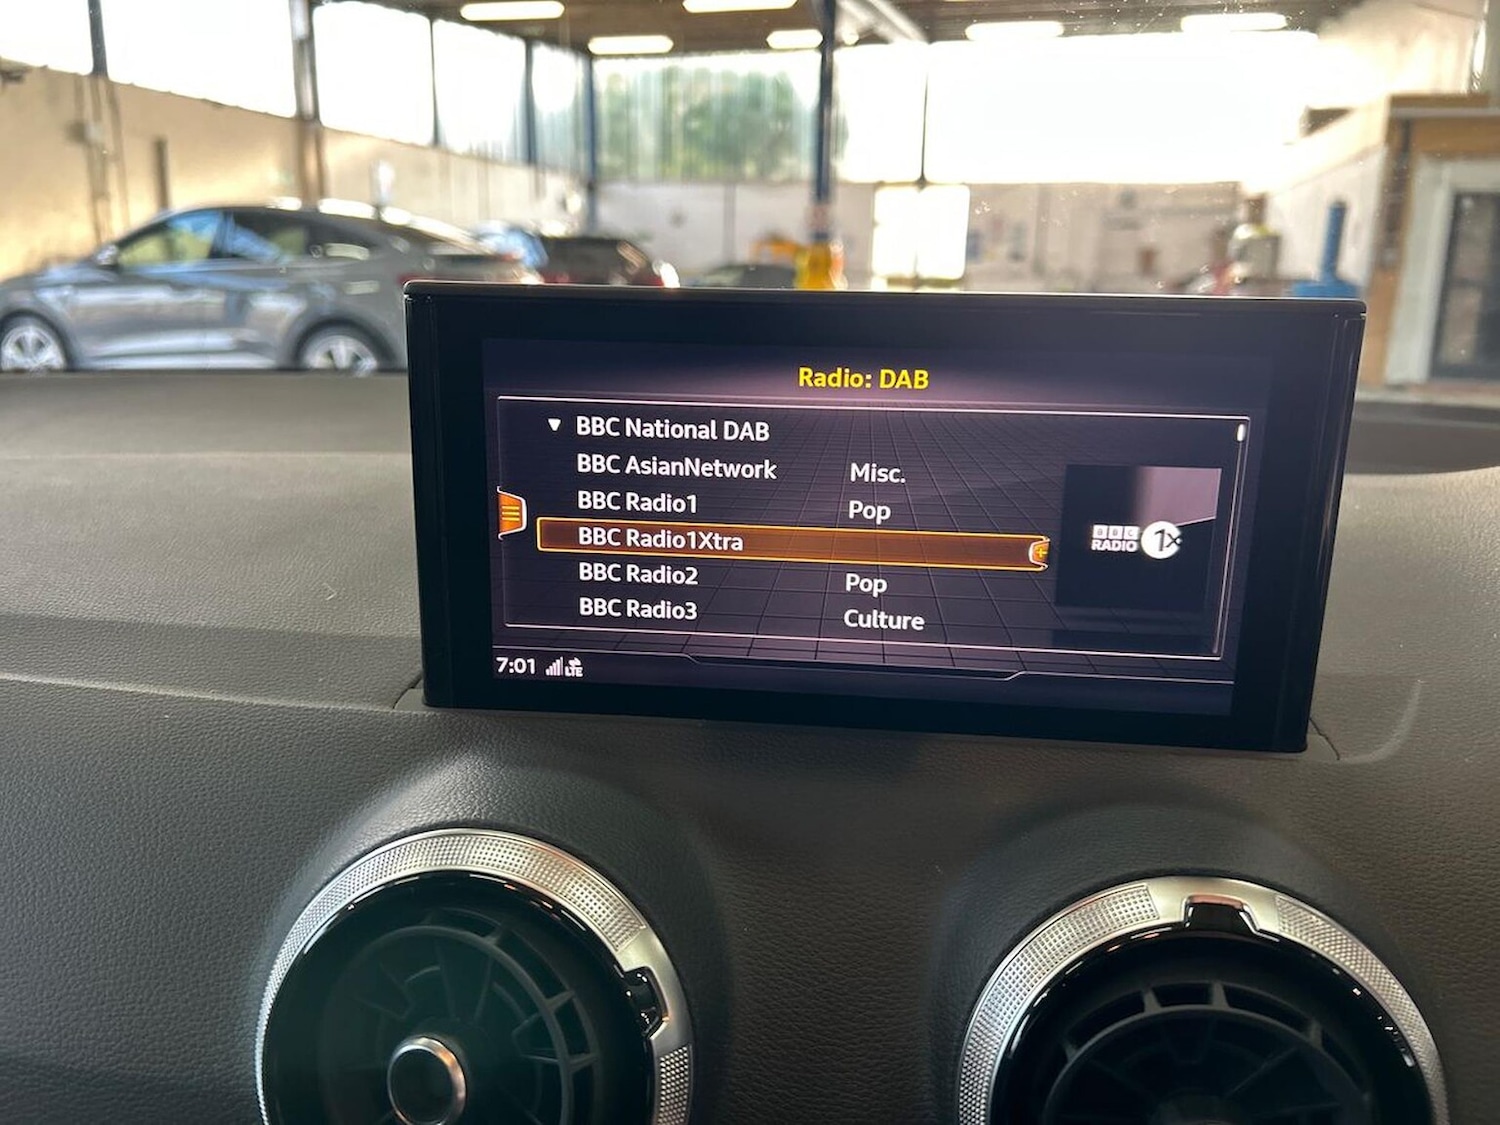 Radio: DAB
▼ BBC National DAB
BBC AsianNetwork Misc.
BBC Radio1 Pop
BBC Radio1Xtra
BBC Radio2 Pop
BBC Radio3 Culture
BBC
RADIO 1x
7:01 LTE